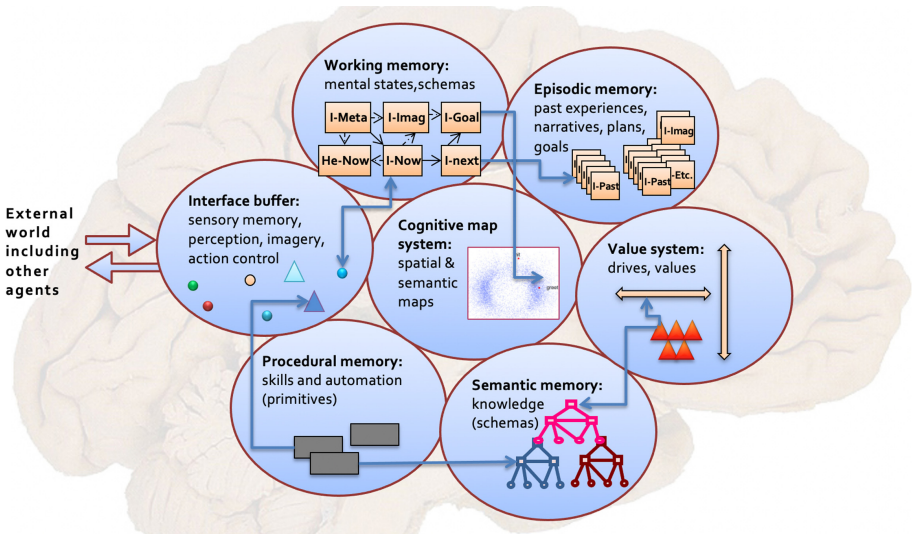 Working memory:
mental states,schemas
I-Meta
I-Imag
I-Goal
He-Now
I-Now
I-next
Episodic memory:
past experiences,
narratives, plans,
goals
I-Imag
I-Past
I-Past
-Etc.
External
world
including
other
agents
Interface buffer:
sensory memory,
perception, imagery,
action control
Cognitive map
system:
spatial &
semantic
maps
Value system:
drives, values
Procedural memory:
skills and automation
(primitives)
Semantic memory:
knowledge
(schemas)